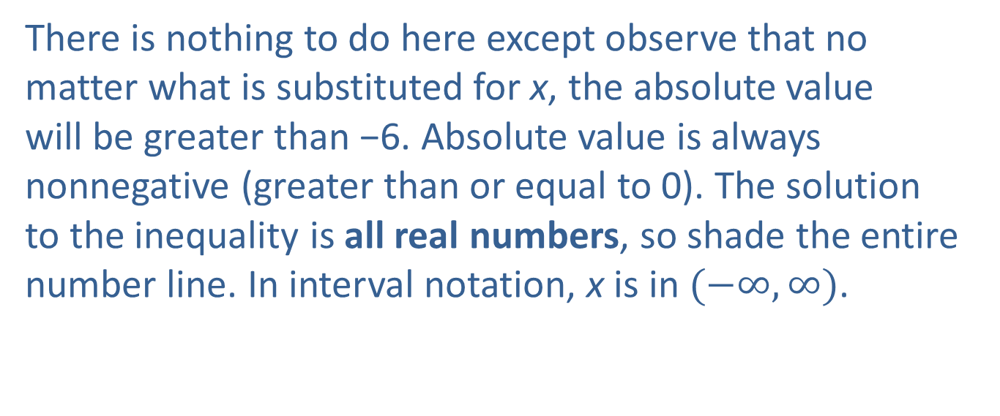 There is nothing to do here except observe that no
matter what is substituted for x, the absolute value
will be greater than −6. Absolute value is always
nonnegative (greater than or equal to 0). The solution
to the inequality is all real numbers, so shade the entire
number line. In interval notation, x is in (−∞, ∞).